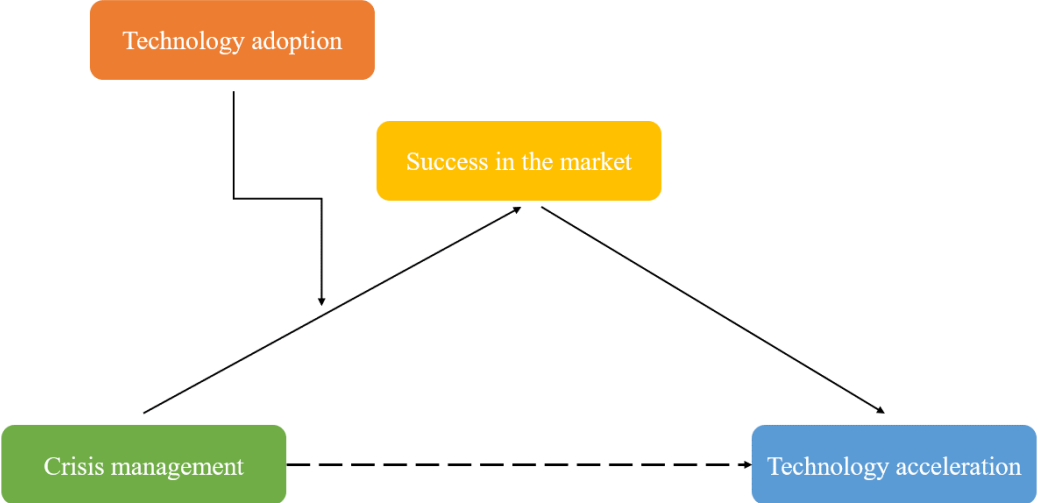 Technology adoption
Success in the market
Crisis management
Technology acceleration